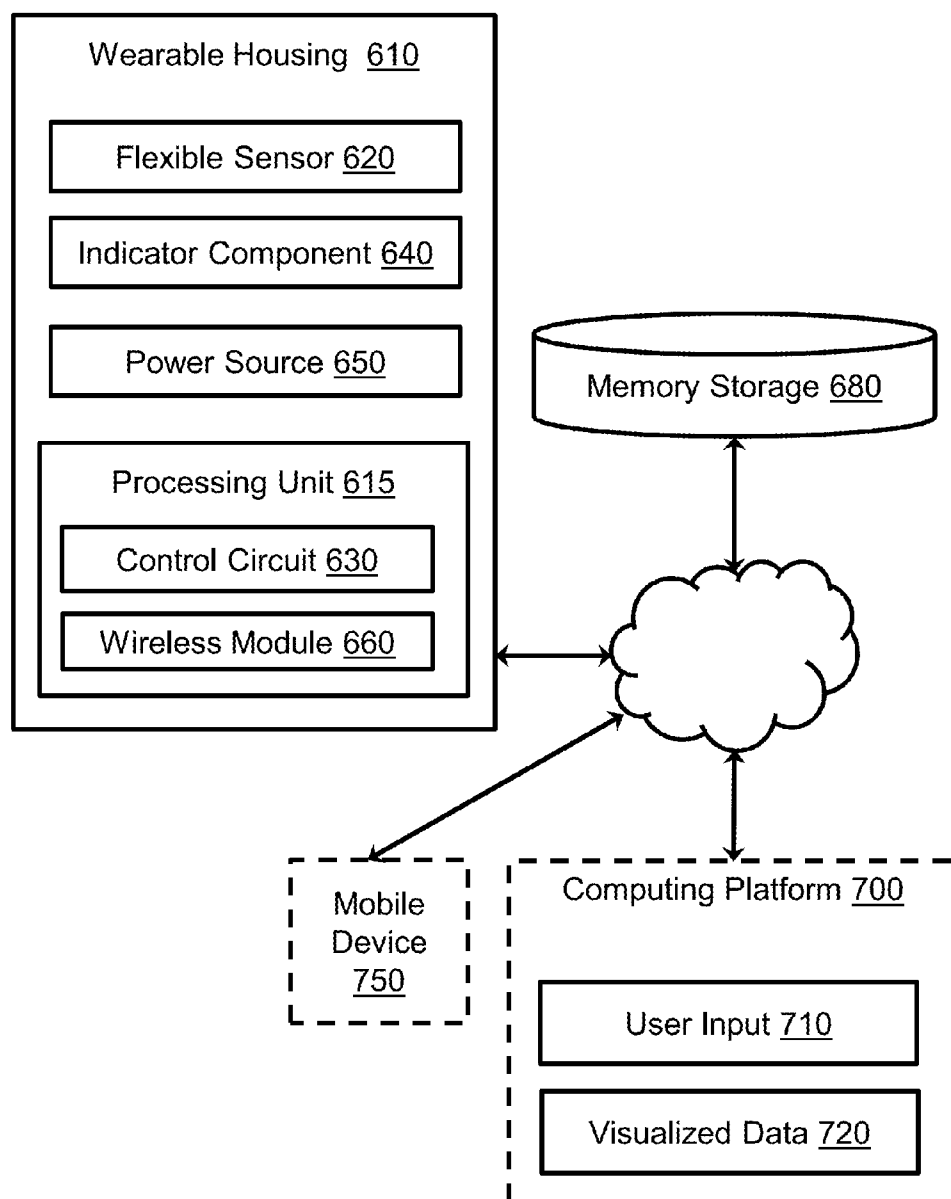 Wearable Housing 610
Flexible Sensor 620
Indicator Component 640
Power Source 650
Processing Unit 615
Control Circuit 630
Wireless Module 660
Memory Storage 680
Mobile
Device
750
Computing Platform 700
User Input 710
Visualized Data 720